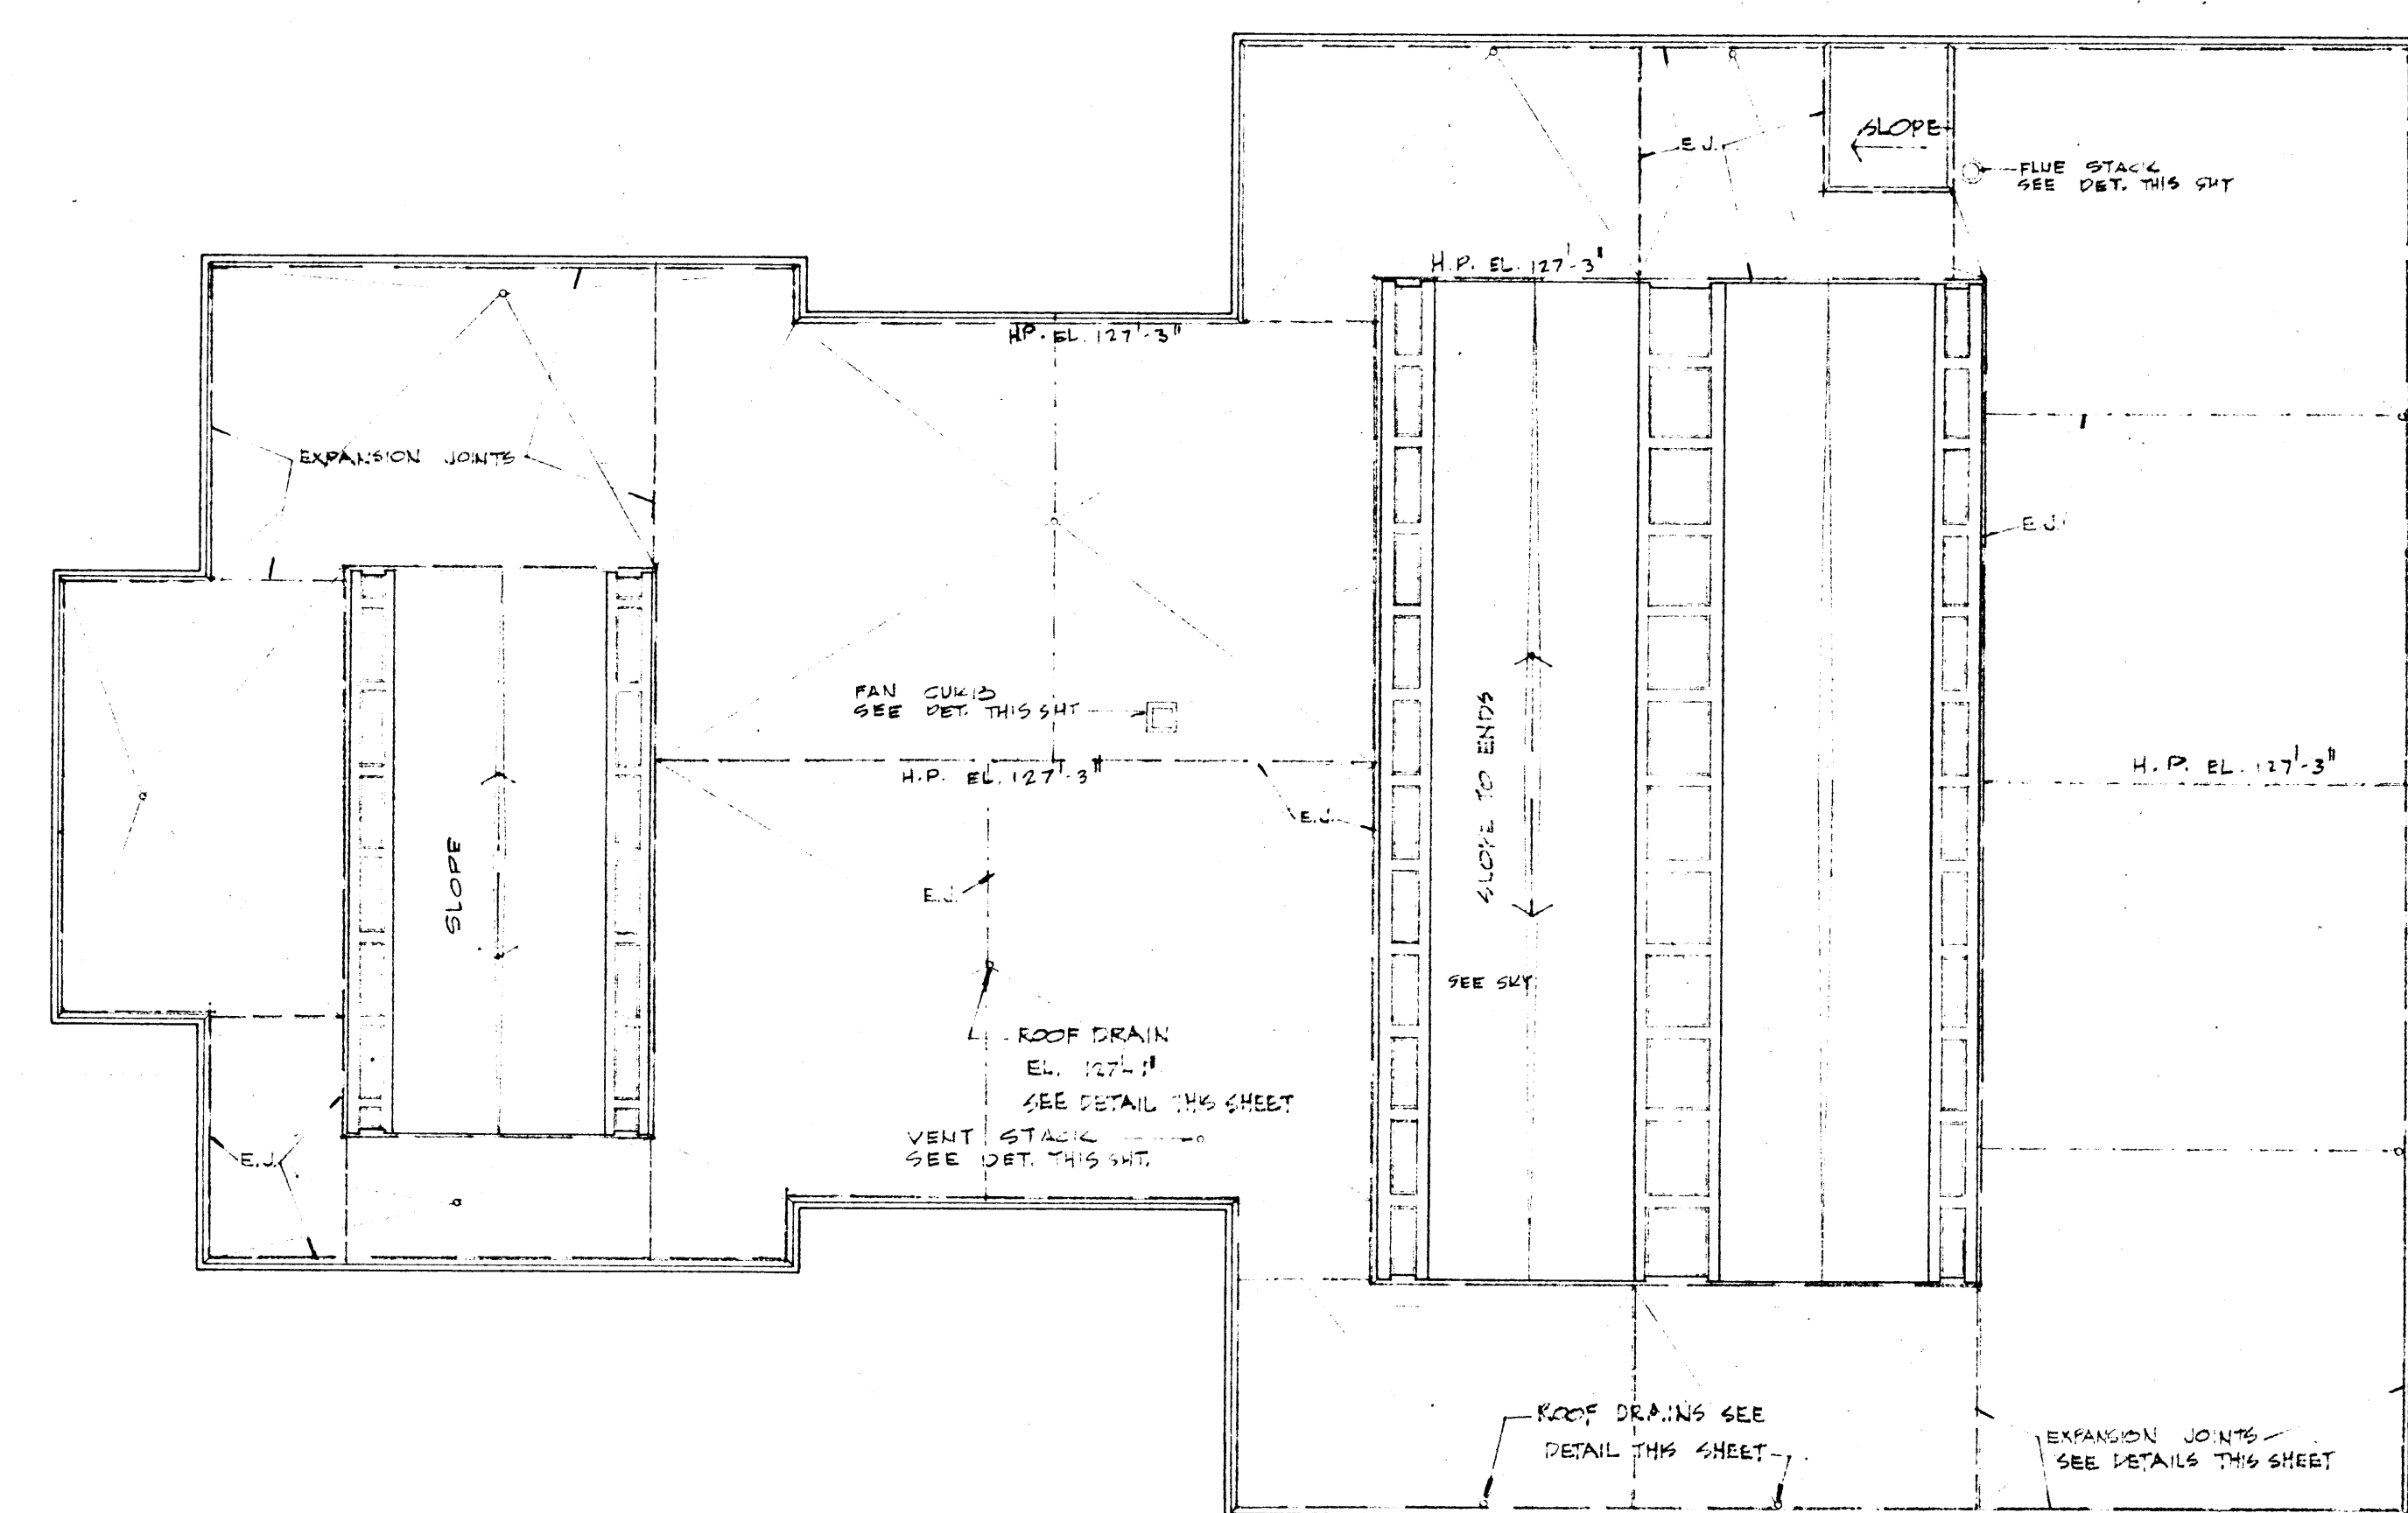 SLOPE
E.J.
FLUE STACK
SEE DET. THIS SHT
H.P. EL. 127'-3"
H.P. EL. 127'-3"
EXPANSION JOINTS
E.J.
FAN CURB
SEE DET. THIS SHT
H.P. EL. 127'-3"
H.P. EL. 127'-3"
E.J.
SLOPE
SLOPE TO ENDS
E.J.
SEE SKY
ROOF DRAIN
EL. 127'-1"
SEE DETAIL THIS SHEET
VENT STACK
SEE DET. THIS SHT.
E.J.
ROOF DRAINS SEE
DETAIL THIS SHEET
EXPANSION JOINTS
SEE DETAILS THIS SHEET